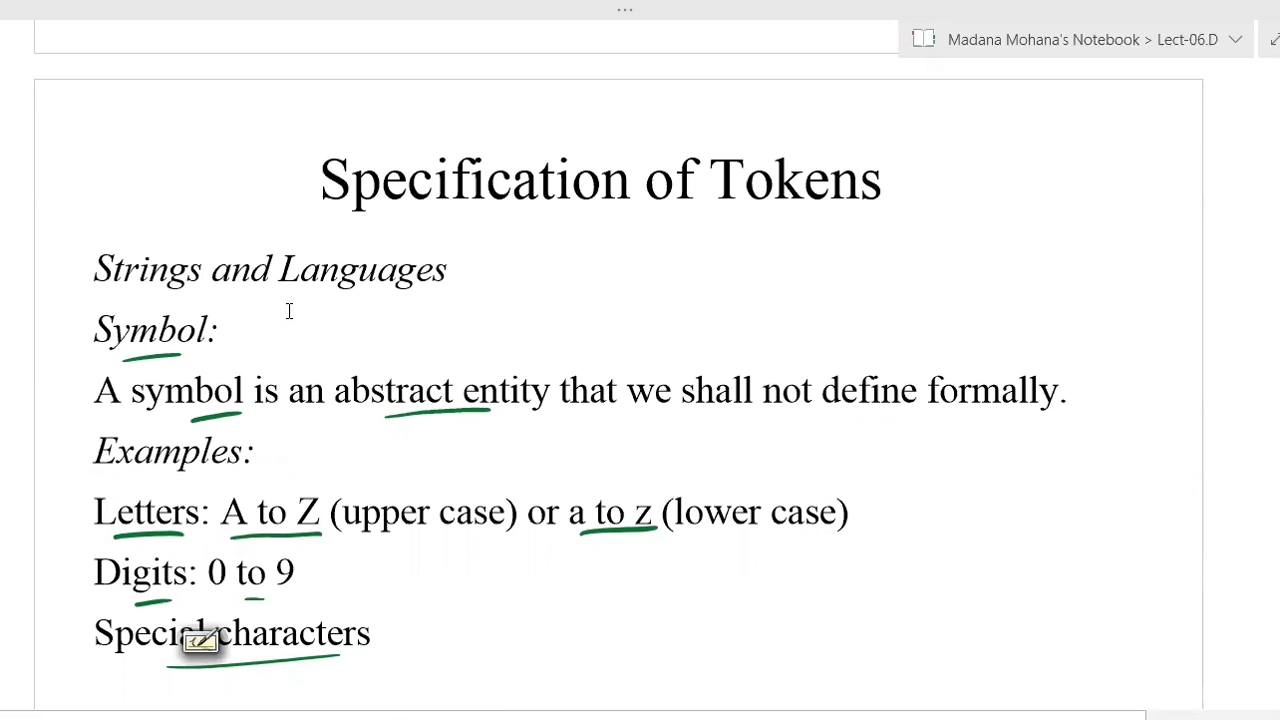 Madana Mohana's Notebook > Lect-06.D
Specification of Tokens
Strings and Languages
Symbol:
A symbol is an abstract entity that we shall not define formally.
Examples:
Letters: A to Z (upper case) or a to z (lower case)
Digits: 0 to 9
Special characters